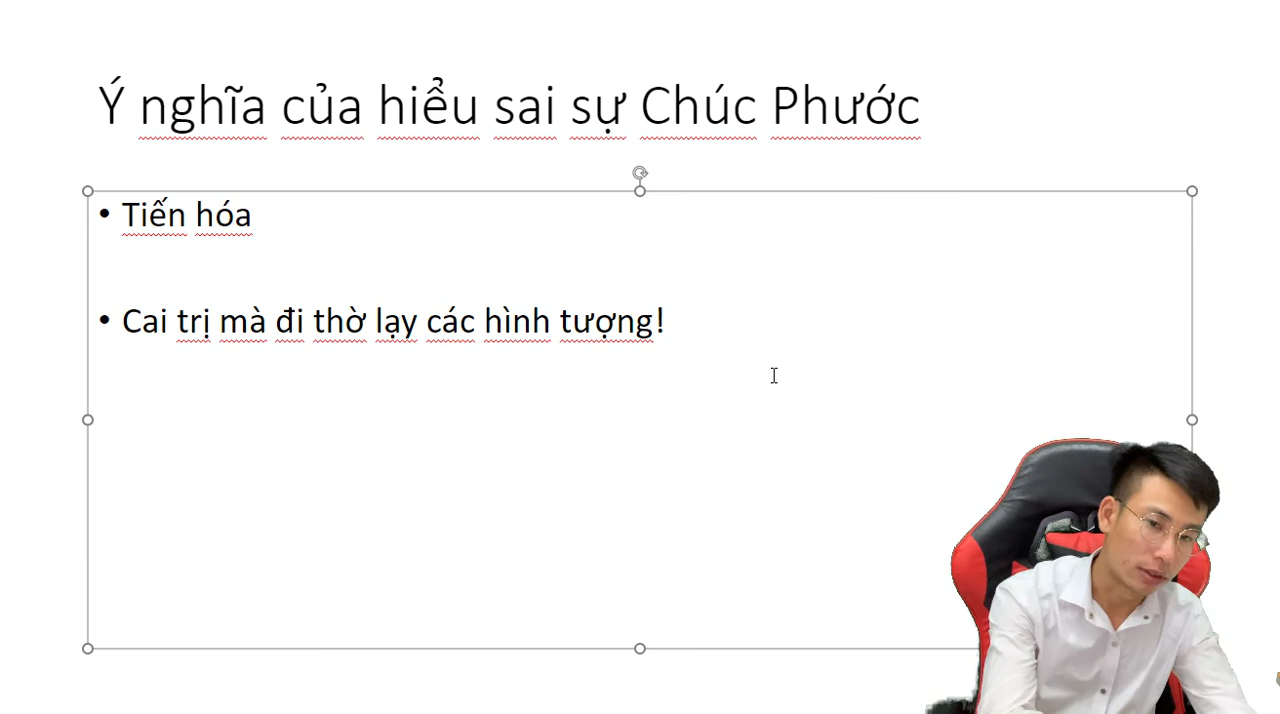 Ý nghĩa của hiểu sai sự Chúc Phước
• Tiến hóa
• Cai trị mà đi thờ lạy các hình tượng!